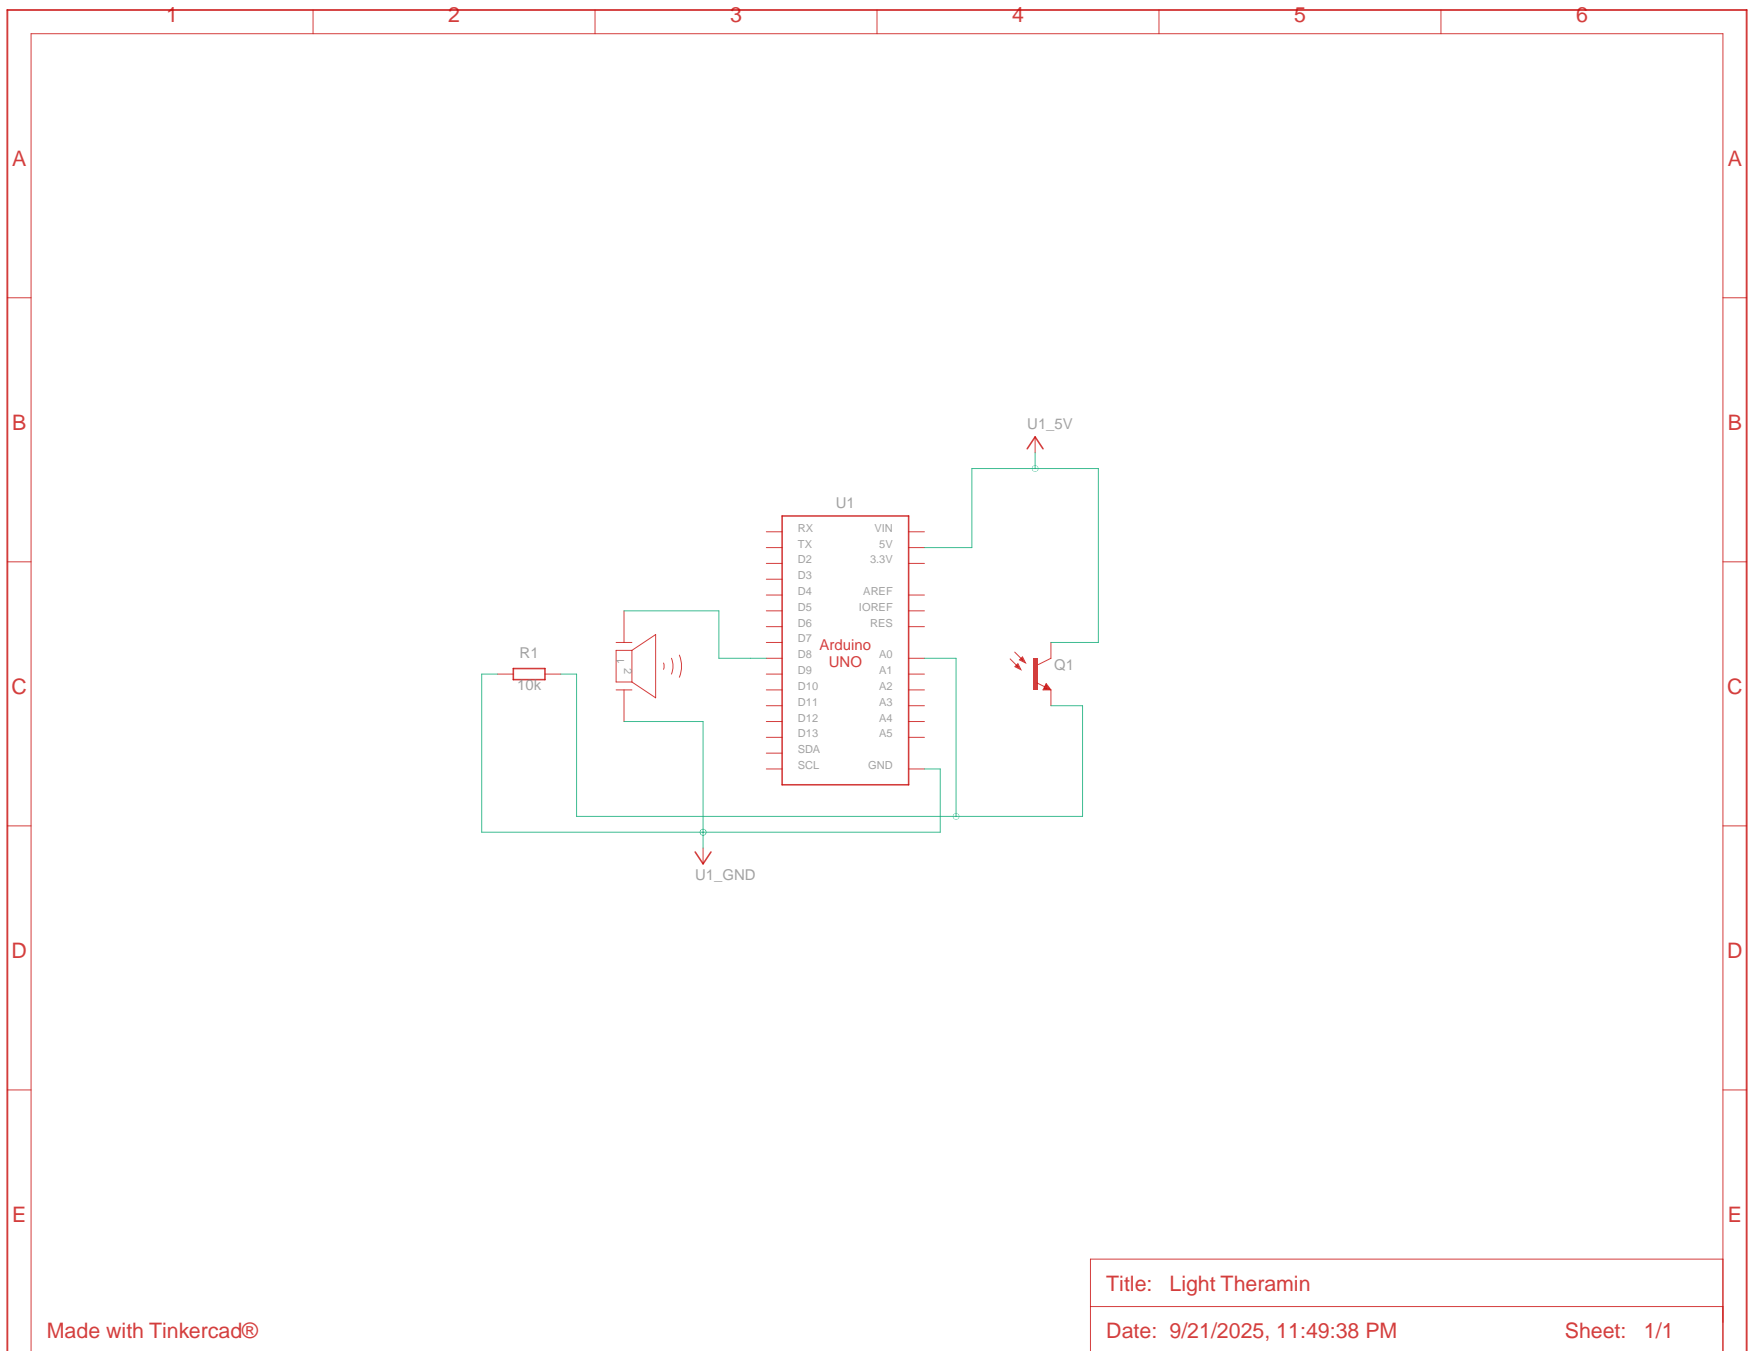 1 2 3 4 5 6
A A
B B
C C
D D
E E
U1_5V
U1
RX VIN
TX 5V
D2 3.3V
D3
D4 AREF
D5 IOREF
D6 RES
D7
Arduino
UNO
D8 A0
D9 A1
D10 A2
D11 A3
D12 A4
D13 A5
SDA
SCL GND
R1
10k
1
2
Q1
U1_GND
Title: Light Theramin
Made with Tinkercad®
Date: 9/21/2025, 11:49:38 PM Sheet: 1/1